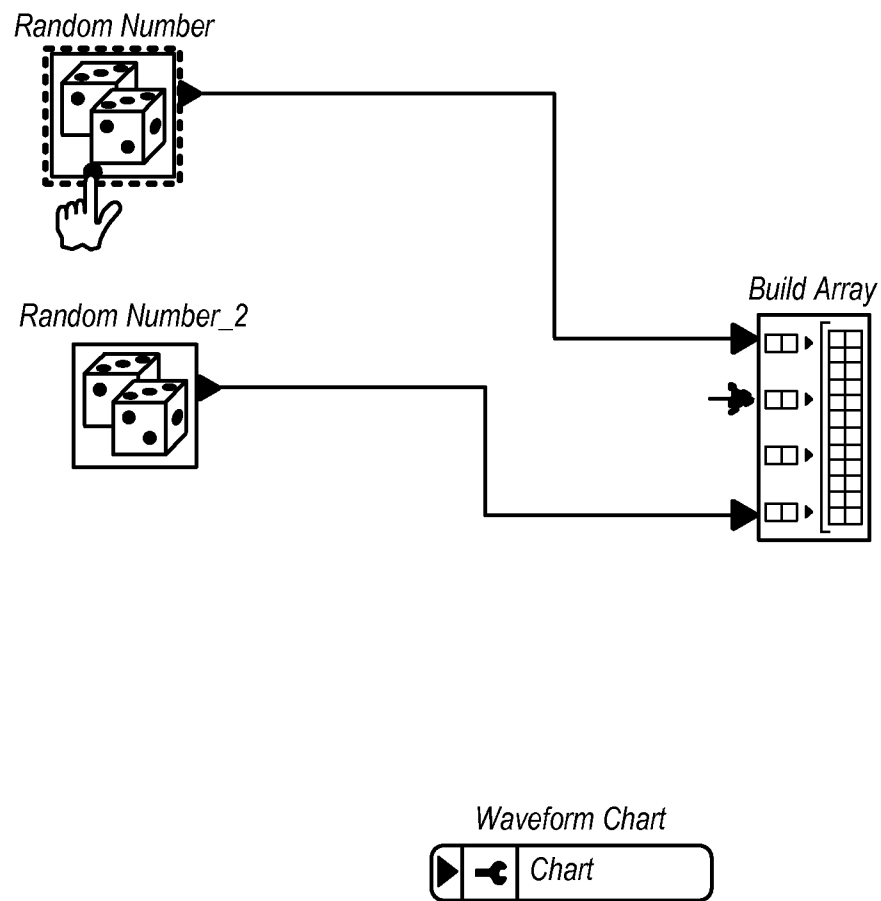 Random Number
Random Number_2
Build Array
Waveform Chart
Chart